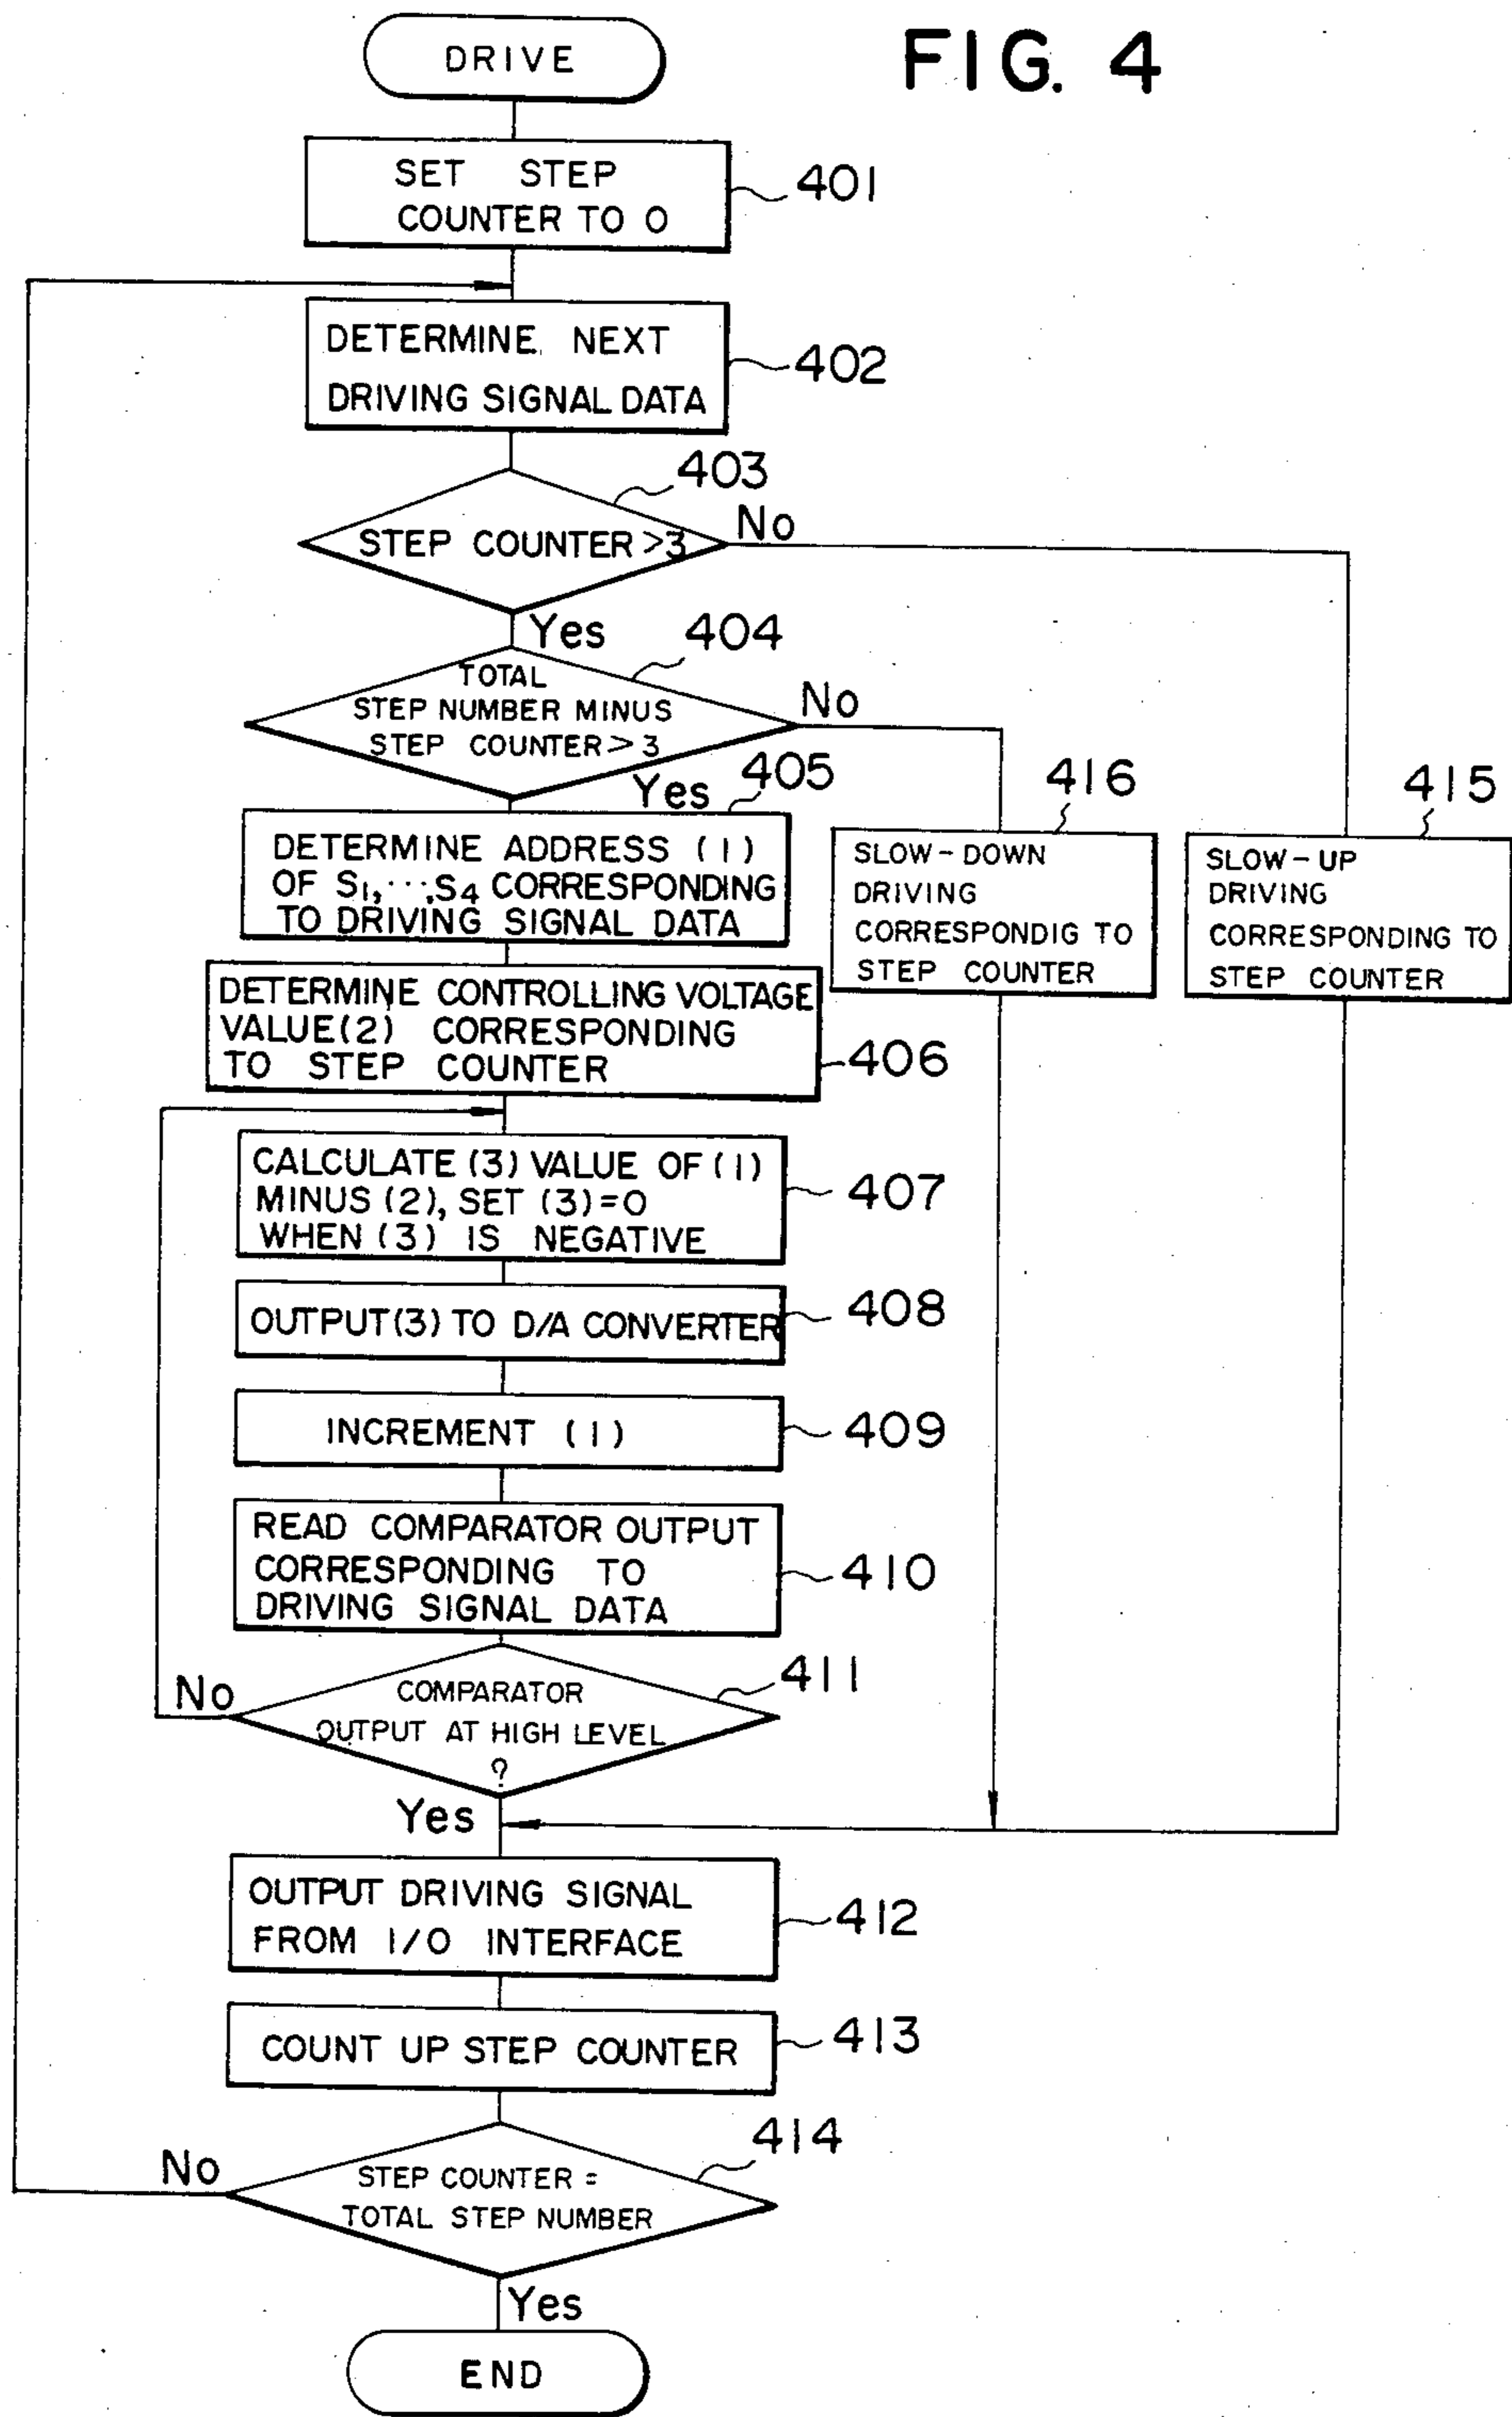 FIG. 4
DRIVE
SET STEP
COUNTER TO 0
401
DETERMINE NEXT
DRIVING SIGNAL DATA
402
403
STEP COUNTER >3
No
Yes
404
TOTAL
STEP NUMBER MINUS
STEP COUNTER > 3
No
Yes
405
DETERMINE ADDRESS (1)
OF S1,···,S4 CORRESPONDING
TO DRIVING SIGNAL DATA
416
SLOW-DOWN
DRIVING
CORRESPONDIG TO
STEP COUNTER
415
SLOW-UP
DRIVING
CORRESPONDING TO
STEP COUNTER
DETERMINE CONTROLLING VOLTAGE
VALUE(2) CORRESPONDING
TO STEP COUNTER
406
CALCULATE (3) VALUE OF (1)
MINUS (2), SET (3)=0
WHEN (3) IS NEGATIVE
407
OUTPUT(3) TO D/A CONVERTER
408
INCREMENT (1)
409
READ COMPARATOR OUTPUT
CORRESPONDING TO
DRIVING SIGNAL DATA
410
411
COMPARATOR
OUTPUT AT HIGH LEVEL
?
No
Yes
OUTPUT DRIVING SIGNAL
FROM I/O INTERFACE
412
COUNT UP STEP COUNTER
413
414
STEP COUNTER =
TOTAL STEP NUMBER
No
Yes
END